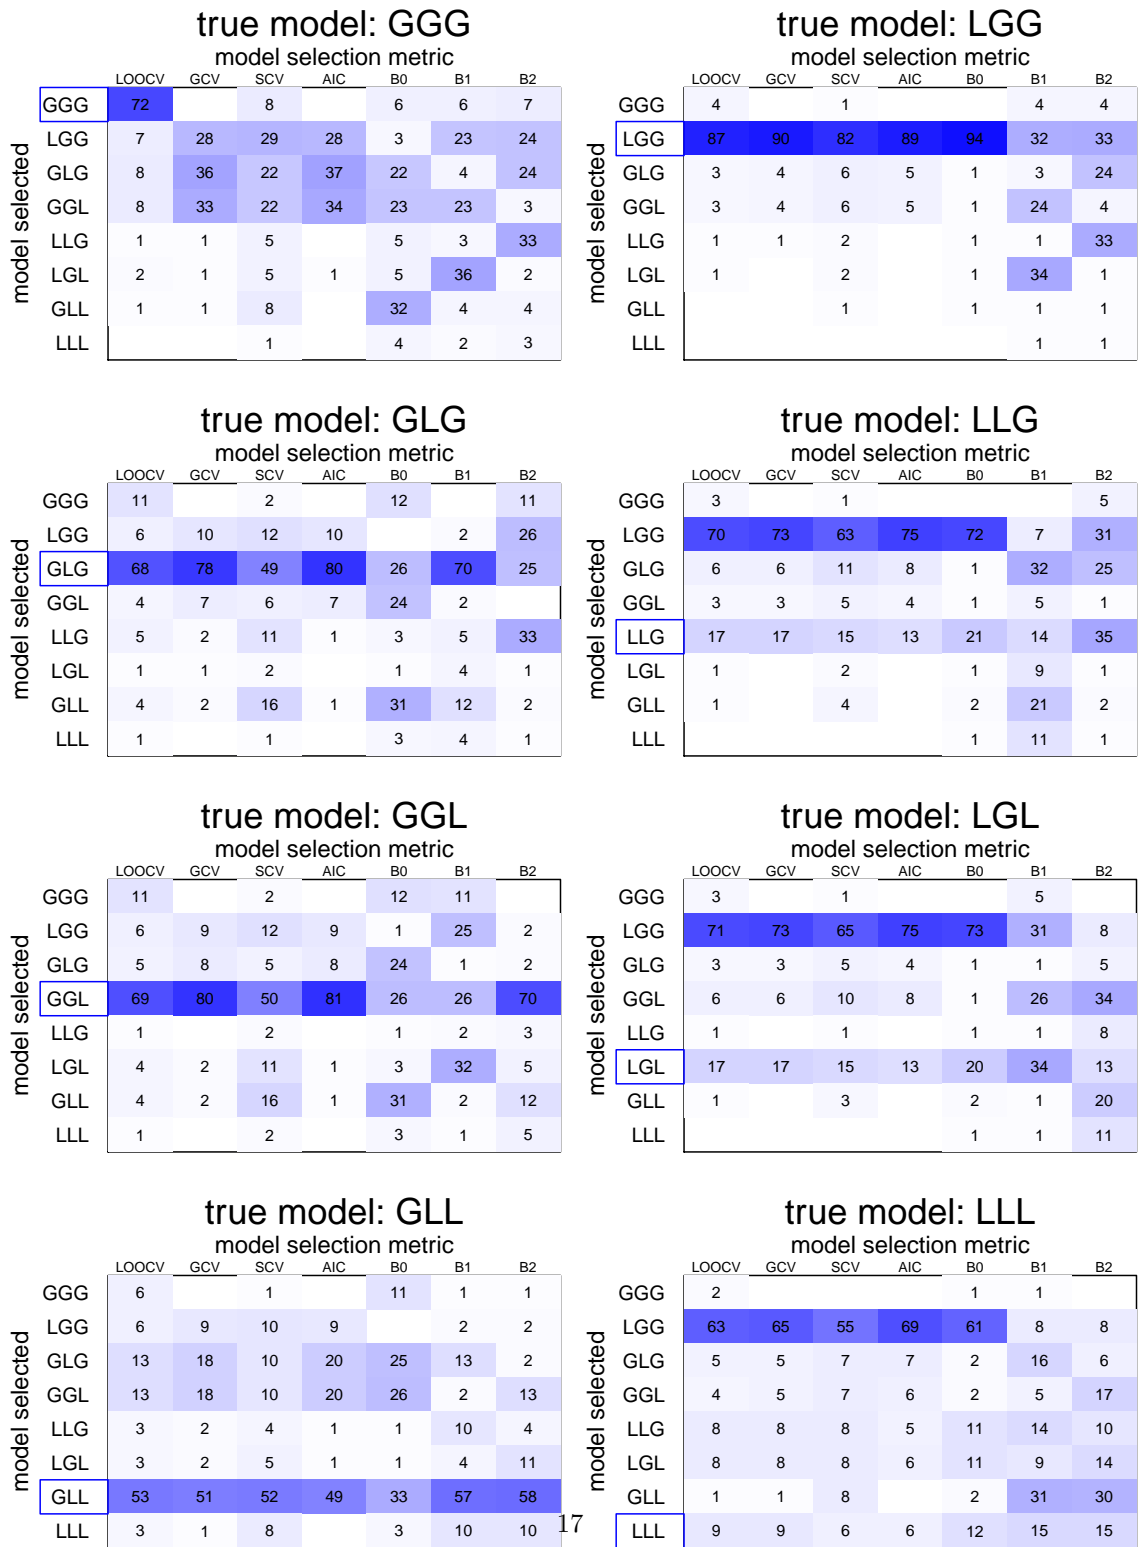 true model: GGG
model selection metric
LOOCV GCV SCV AIC B0 B1 B2
model selected
GGG 72 8 6 6 7
LGG 7 28 29 28 3 23 24
GLG 8 36 22 37 22 4 24
GGL 8 33 22 34 23 23 3
LLG 1 1 5 5 3 33
LGL 2 1 5 1 5 36 2
GLL 1 1 8 32 4 4
LLL 1 4 2 3
true model: LGG
model selection metric
LOOCV GCV SCV AIC B0 B1 B2
model selected
GGG 4 1 4 4
LGG 87 90 82 89 94 32 33
GLG 3 4 6 5 1 3 24
GGL 3 4 6 5 1 24 4
LLG 1 1 2 1 1 33
LGL 1 2 1 34 1
GLL 1 1 1 1
LLL 1 1
true model: GLG
model selection metric
LOOCV GCV SCV AIC B0 B1 B2
model selected
GGG 11 2 12 11
LGG 6 10 12 10 2 26
GLG 68 78 49 80 26 70 25
GGL 4 7 6 7 24 2
LLG 5 2 11 1 3 5 33
LGL 1 1 2 1 4 1
GLL 4 2 16 1 31 12 2
LLL 1 1 3 4 1
true model: LLG
model selection metric
LOOCV GCV SCV AIC B0 B1 B2
model selected
GGG 3 1 5
LGG 70 73 63 75 72 7 31
GLG 6 6 11 8 1 32 25
GGL 3 3 5 4 1 5 1
LLG 17 17 15 13 21 14 35
LGL 1 2 1 9 1
GLL 1 4 2 21 2
LLL 1 11 1
true model: GGL
model selection metric
LOOCV GCV SCV AIC B0 B1 B2
model selected
GGG 11 2 12 11
LGG 6 9 12 9 1 25 2
GLG 5 8 5 8 24 1 2
GGL 69 80 50 81 26 26 70
LLG 1 2 1 2 3
LGL 4 2 11 1 3 32 5
GLL 4 2 16 1 31 2 12
LLL 1 2 3 1 5
true model: LGL
model selection metric
LOOCV GCV SCV AIC B0 B1 B2
model selected
GGG 3 1 5
LGG 71 73 65 75 73 31 8
GLG 3 3 5 4 1 1 5
GGL 6 6 10 8 1 26 34
LLG 1 1 1 1 8
LGL 17 17 15 13 20 34 13
GLL 1 3 2 1 20
LLL 1 1 11
true model: GLL
model selection metric
LOOCV GCV SCV AIC B0 B1 B2
model selected
GGG 6 1 11 1 1
LGG 6 9 10 9 2 2
GLG 13 18 10 20 25 13 2
GGL 13 18 10 20 26 2 13
LLG 3 2 4 1 1 10 4
LGL 3 2 5 1 1 4 11
GLL 53 51 52 49 33 57 58
LLL 3 1 8 3 10 10
true model: LLL
model selection metric
LOOCV GCV SCV AIC B0 B1 B2
model selected
GGG 2 1 1
LGG 63 65 55 69 61 8 8
GLG 5 5 7 7 2 16 6
GGL 4 5 7 6 2 5 17
LLG 8 8 8 5 11 14 10
LGL 8 8 8 6 11 9 14
GLL 1 1 8 2 31 30
LLL 9 9 6 6 12 15 15
17